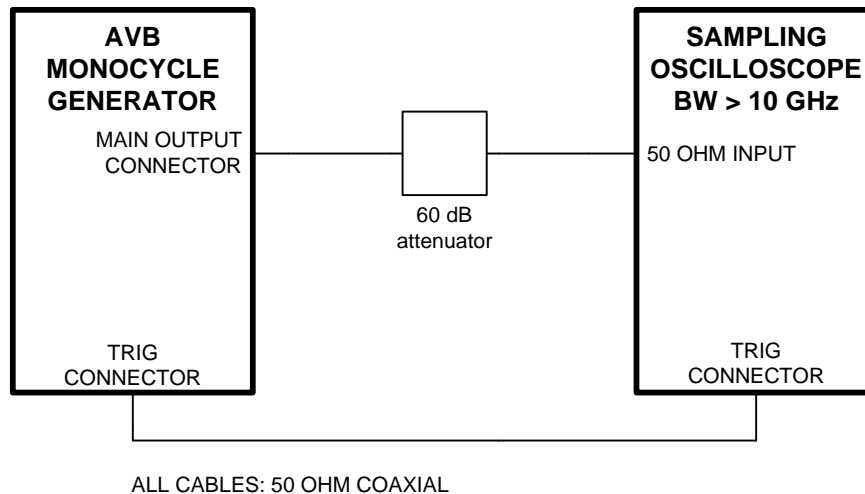 AVB
MONOCYCLE
GENERATOR
MAIN OUTPUT
CONNECTOR
TRIG
CONNECTOR
60 dB
attenuator
SAMPLING
OSCILLOSCOPE
BW > 10 GHz
50 OHM INPUT
TRIG
CONNECTOR
ALL CABLES: 50 OHM COAXIAL